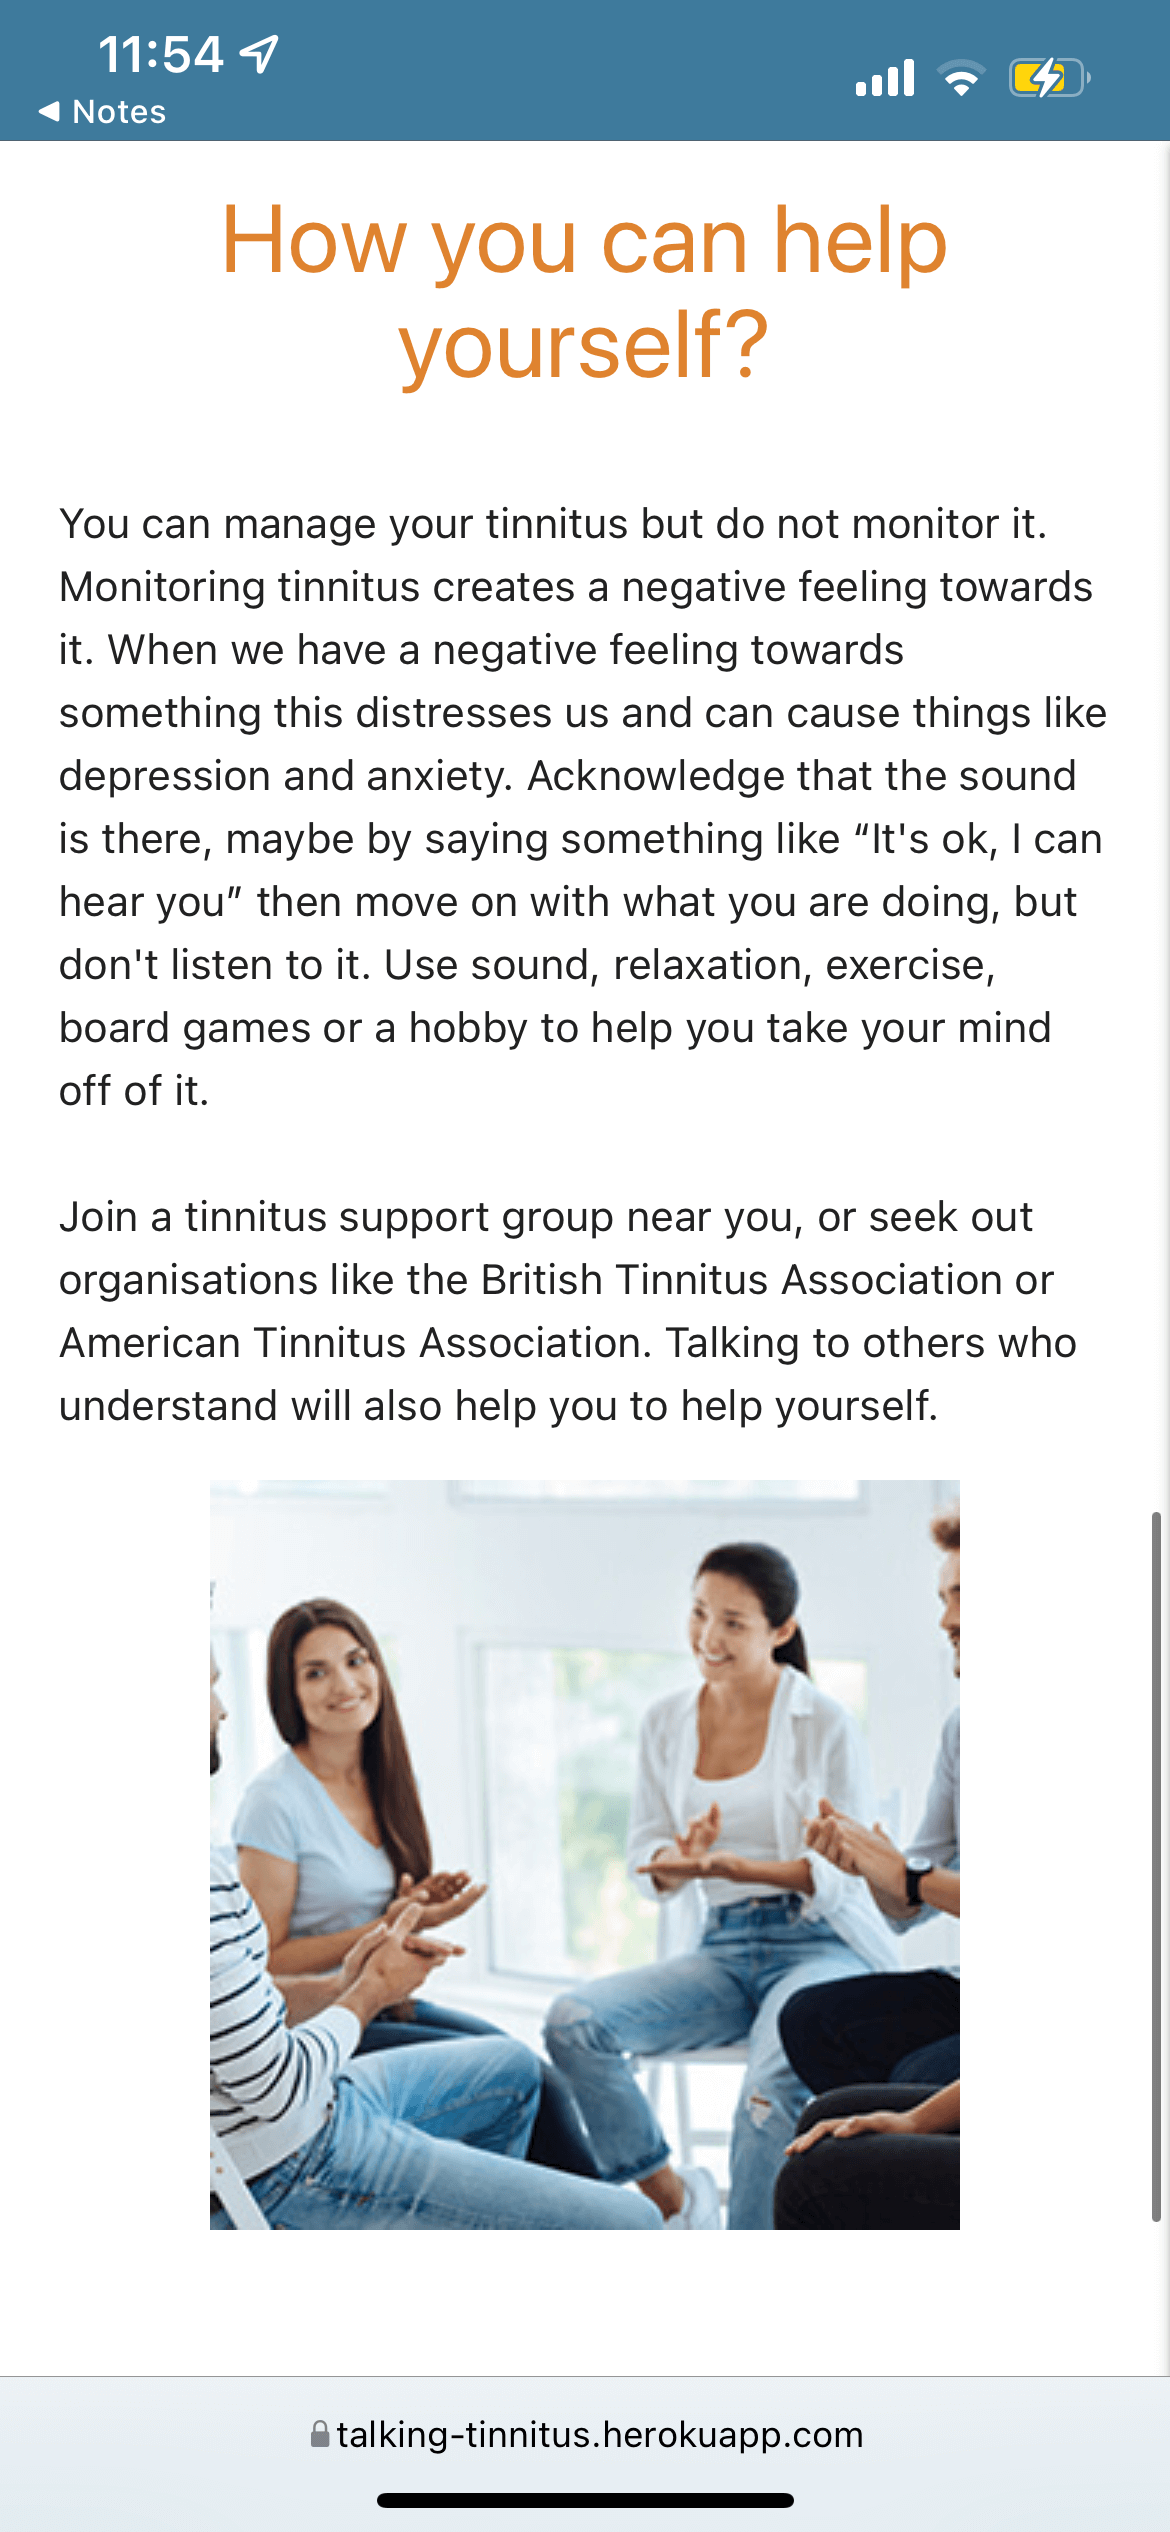 11:54
Notes
How you can help
yourself?
You can manage your tinnitus but do not monitor it.
Monitoring tinnitus creates a negative feeling towards
it. When we have a negative feeling towards
something this distresses us and can cause things like
depression and anxiety. Acknowledge that the sound
is there, maybe by saying something like “It's ok, I can
hear you” then move on with what you are doing, but
don't listen to it. Use sound, relaxation, exercise,
board games or a hobby to help you take your mind
off of it.
Join a tinnitus support group near you, or seek out
organisations like the British Tinnitus Association or
American Tinnitus Association. Talking to others who
understand will also help you to help yourself.
talking-tinnitus.herokuapp.com